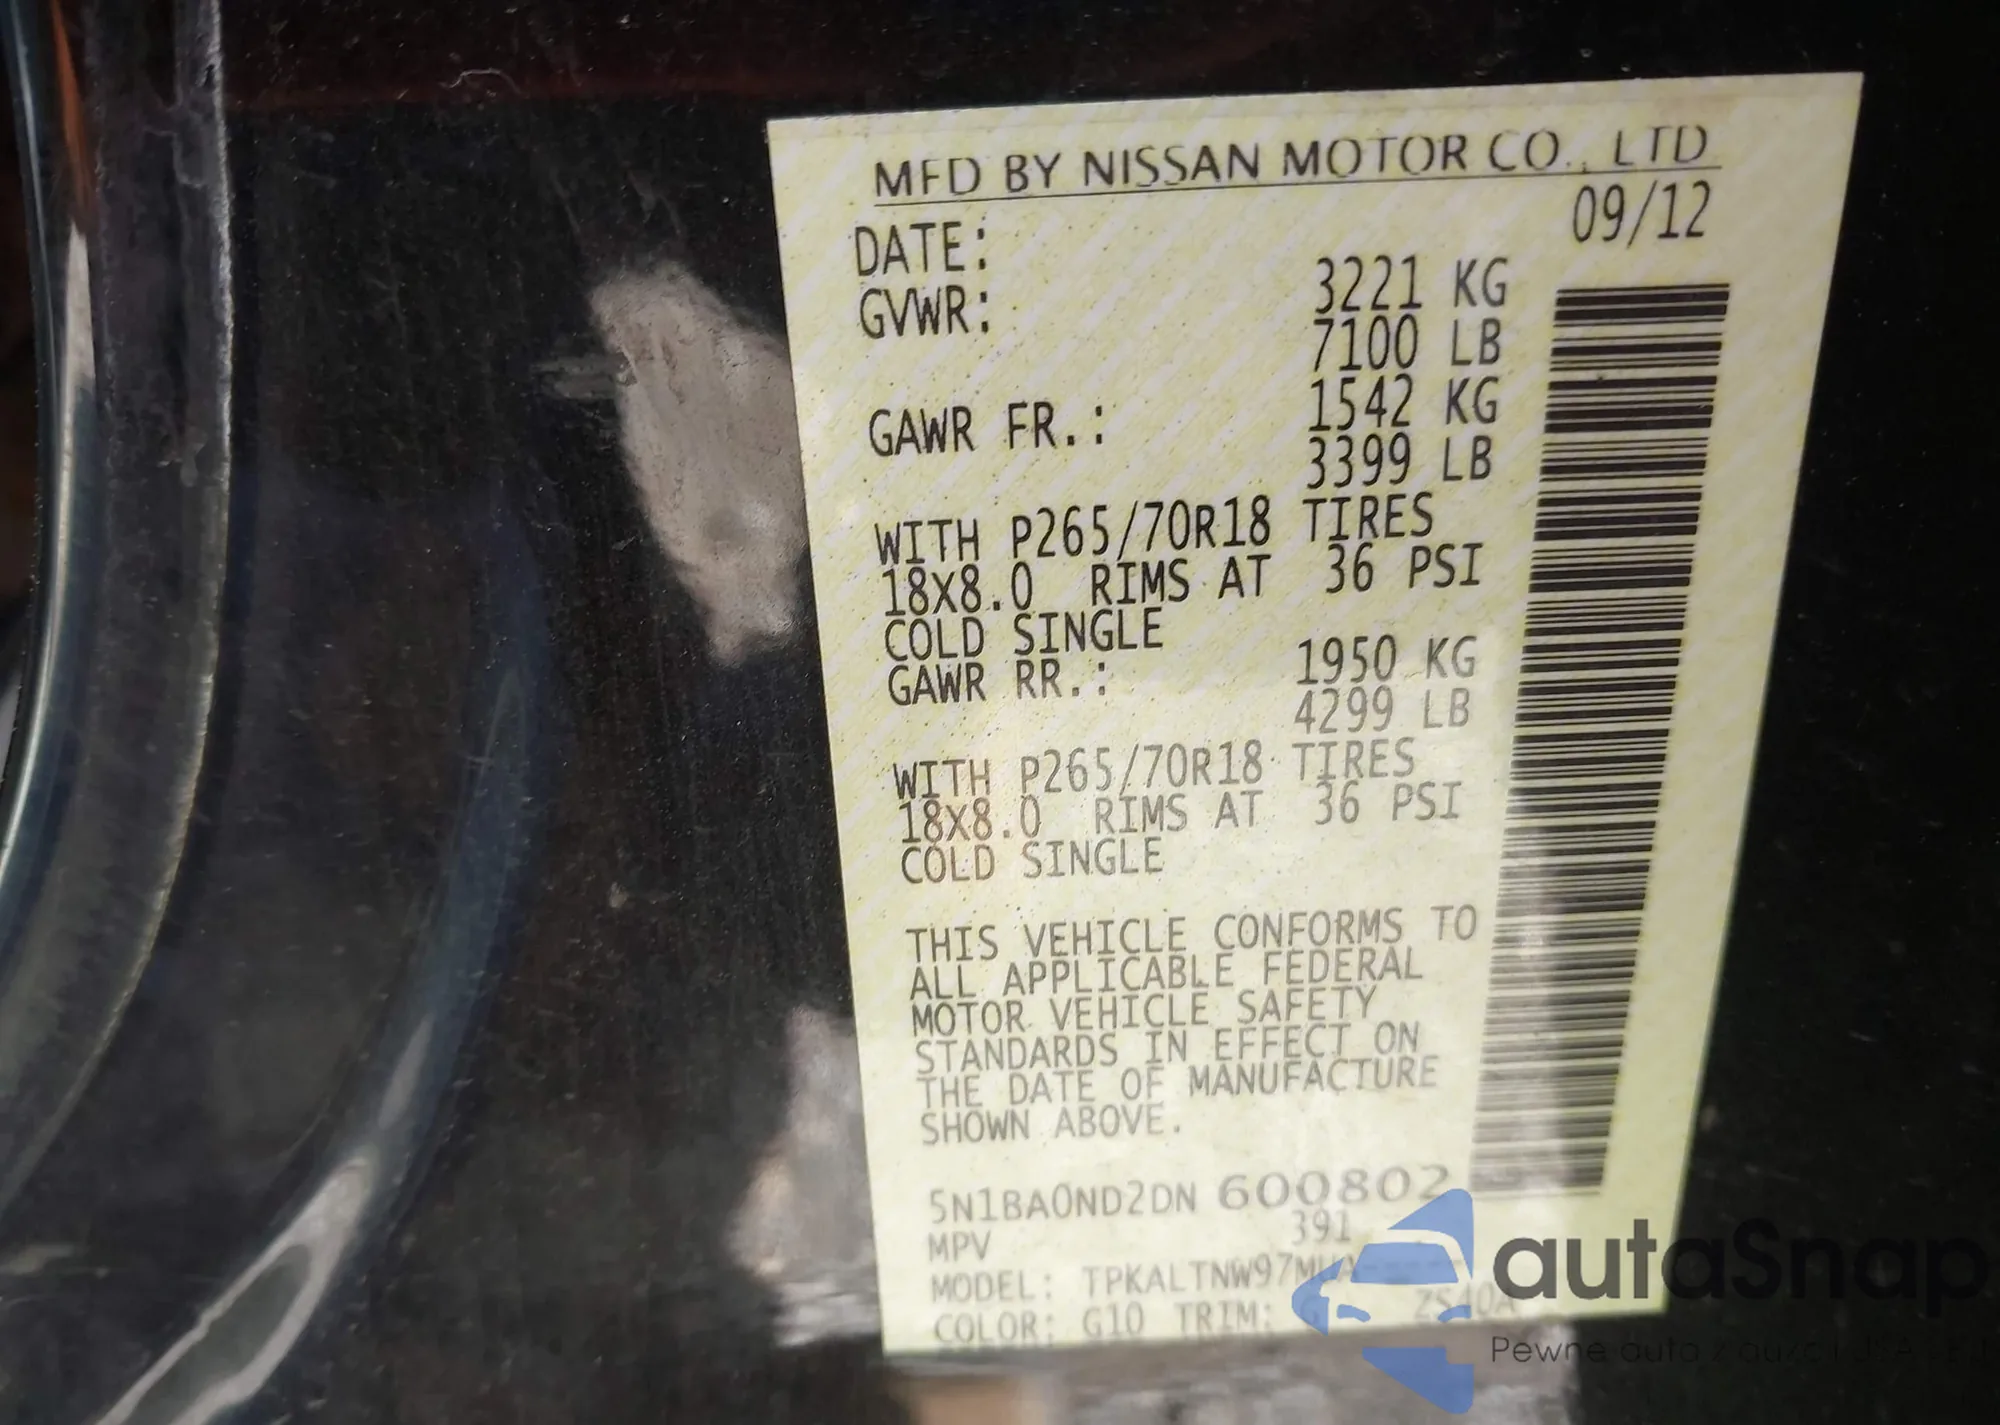 MFD BY NISSAN MOTOR CO., LTD
DATE: 09/12
GVWR: 3221 KG
7100 LB
GAWR FR.: 1542 KG
3399 LB
WITH P265/70R18 TIRES
18X8.0 RIMS AT 36 PSI
COLD SINGLE
GAWR RR.: 1950 KG
4299 LB
WITH P265/70R18 TIRES
18X8.0 RIMS AT 36 PSI
COLD SINGLE
THIS VEHICLE CONFORMS TO
ALL APPLICABLE FEDERAL
MOTOR VEHICLE SAFETY
STANDARDS IN EFFECT ON
THE DATE OF MANUFACTURE
SHOWN ABOVE.
5N1BA0ND2DN 600802
MPV 391
MODEL: TPKALTNW97MUA-----
COLOR: G10 TRIM: G ZS40A
autaSnap
Pewne auta z